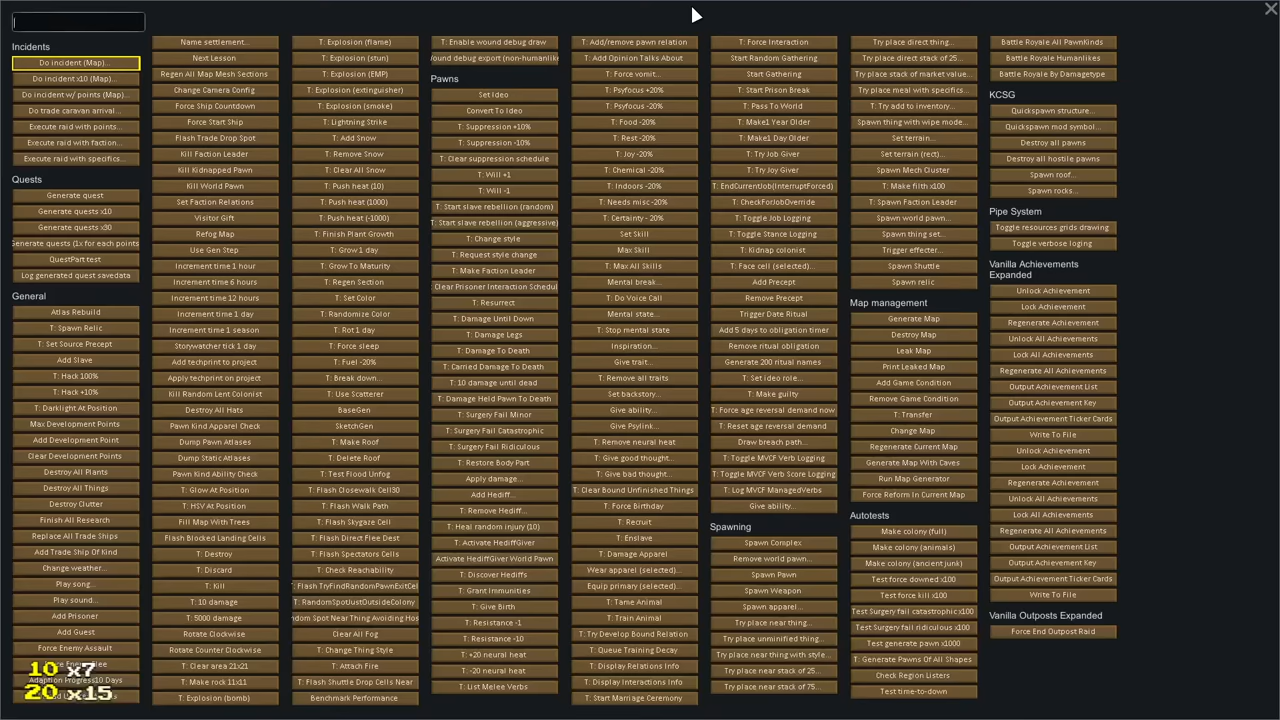 Incidents
Do incident (Map)...
Do incident x10 (Map)...
Do incident w/ points (Map)...
Do trade caravan arrival...
Execute raid with points...
Execute raid with faction...
Execute raid with specifics...
Quests
Generate quest
Generate quests x10
Generate quests x30
Generate quests (1x for each points
QuestPart test
Log generated quest savedata
General
Atlas Rebuild
T: Spawn Relic
T: Set Source Precept
Add Slave
T: Hack 100%
T: Hack +10%
T: Darklight At Position
Max Development Points
Add Development Point
Clear Development Points
Destroy All Plants
Destroy All Things
Destroy Clutter
Finish All Research
Replace All Trade Ships
Add Trade Ship Of Kind
Change weather...
Play song...
Play sound...
Add Prisoner
Add Guest
Force Enemy Assault
Adaption Progress10 Days
10 x7
20 x15
Name settlement...
Next Lesson
Regen All Map Mesh Sections
Change Camera Config
Force Ship Countdown
Force Start Ship
Flash Trade Drop Spot
Kill Faction Leader
Kill Kidnapped Pawn
Kill World Pawn
Set Faction Relations
Visitor Gift
Refog Map
Use Gen Step
Increment time 1 hour
Increment time 6 hours
Increment time 12 hours
Increment time 1 day
Increment time 1 season
Storywatcher tick 1 day
Add techprint to project
Apply techprint on project
Kill Random Lent Colonist
Destroy All Hats
Pawn Kind Apparel Check
Dump Pawn Atlases
Dump Static Atlases
Pawn Kind Ability Check
T: Glow At Position
T: HSV At Position
Fill Map With Trees
Flash Blocked Landing Cells
T: Destroy
T: Discard
T: Kill
T: 10 damage
T: 5000 damage
Rotate Clockwise
Rotate Counter Clockwise
T: Clear area 21x21
T: Make rock 11x11
T: Explosion (bomb)
T: Explosion (flame)
T: Explosion (stun)
T: Explosion (EMP)
T: Explosion (extinguisher)
T: Explosion (smoke)
T: Lightning Strike
T: Add Snow
T: Remove Snow
T: Clear All Snow
T: Push heat (10)
T: Push heat (1000)
T: Push heat (-1000)
T: Finish Plant Growth
T: Grow 1 day
T: Grow To Maturity
T: Regen Section
T: Set Color
T: Randomize Color
T: Rot 1 day
T: Force sleep
T: Fuel -20%
T: Break down...
T: Use Scatterer
BaseGen
SketchGen
T: Make Roof
T: Delete Roof
T: Test Flood Unfog
T: Flash Closewalk Cell30
T: Flash Walk Path
T: Flash Skygaze Cell
T: Flash Direct Flee Dest
T: Flash Spectators Cells
T: Check Reachability
T: Flash TryFindRandomPawnExitCel
T: RandomSpotJustOutsideColony
dom Spot Near Thing Avoiding Hos
Clear All Fog
T: Change Thing Style
T: Attach Fire
T: Flash Shuttle Drop Cells Near
Benchmark Performance
T: Enable wound debug draw
ound debug export (non-humanlik
Pawns
Set Ideo
Convert To Ideo
T: Suppression +10%
T: Suppression -10%
T: Clear suppression schedule
T: Will +1
T: Will -1
T: Start slave rebellion (random)
T: Start slave rebellion (aggressive)
T: Change style
T: Request style change
T: Make Faction Leader
Clear Prisoner Interaction Schedul
T: Resurrect
T: Damage Until Down
T: Damage Legs
T: Damage To Death
T: Carried Damage To Death
T: 10 damage until dead
T: Damage Held Pawn To Death
T: Surgery Fail Minor
T: Surgery Fail Catastrophic
T: Surgery Fail Ridiculous
T: Restore Body Part
Apply damage...
Add Hediff...
T: Remove Hediff...
T: Heal random injury (10)
T: Activate HediffGiver
Activate HediffGiver World Pawn
T: Discover Hediffs
T: Grant Immunities
T: Give Birth
T: Resistance -1
T: Resistance -10
T: +20 neural heat
T: -20 neural heat
T: List Melee Verbs
T: Add/remove pawn relation
T: Add Opinion Talks About
T: Force vomit...
T: Psyfocus +20%
T: Psyfocus -20%
T: Food -20%
T: Rest -20%
T: Joy -20%
T: Chemical -20%
T: Indoors -20%
T: Needs misc -20%
T: Certainty - 20%
Set Skill
Max Skill
T: Max All Skills
Mental break...
T: Do Voice Call
Mental state...
T: Stop mental state
Inspiration...
Give trait...
T: Remove all traits
Set backstory...
Give ability...
Give Psylink...
T: Remove neural heat
T: Give good thought...
T: Give bad thought...
T: Clear Bound Unfinished Things
T: Force Birthday
T: Recruit
T: Enslave
T: Damage Apparel
Wear apparel (selected)...
Equip primary (selected)...
T: Tame Animal
T: Train Animal
T: Try Develop Bound Relation
T: Queue Training Decay
T: Display Relations Info
T: Display Interactions Info
T: Start Marriage Ceremony
T: Force Interaction
Start Random Gathering
Start Gathering
T: Start Prison Break
T: Pass To World
T: Make1 Year Older
T: Make1 Day Older
T: Try Job Giver
T: Try Joy Giver
T: EndCurrentJob(InterruptForced)
T: CheckForJobOverride
T: Toggle Job Logging
T: Toggle Stance Logging
T: Kidnap colonist
T: Face cell (selected)...
Add Precept
Remove Precept
Trigger Date Ritual
Add 5 days to obligation timer
Remove ritual obligation
Generate 200 ritual names
T: Set ideo role...
T: Make guilty
T: Force age reversal demand now
T: Reset age reversal demand
Draw breach path...
T: Toggle MVCF Verb Logging
T: Toggle MVCF Verb Score Logging
T: Log MVCF ManagedVerbs
T: Give ability...
Spawning
Spawn Complex
Remove world pawn...
Spawn Pawn
Spawn Weapon
Spawn apparel...
Try place near thing...
Try place unminified thing...
Try place near thing with style...
Try place near stack of 25...
Try place near stack of 75...
Try place direct thing...
Try place direct stack of 25...
Try place stack of market value...
Try place meal with specifics...
T: Try add to inventory...
Spawn thing with wipe mode...
Set terrain...
Set terrain (rect)...
Spawn Mech Cluster
T: Make filth x100
T: Spawn Faction Leader
Spawn world pawn...
Spawn thing set...
Trigger effecter...
Spawn Shuttle
Spawn relic
Map management
Generate Map
Destroy Map
Leak Map
Print Leaked Map
Add Game Condition
Remove Game Condition
T: Transfer
Change Map
Regenerate Current Map
Generate Map With Caves
Run Map Generator
Force Reform In Current Map
Autotests
Make colony (full)
Make colony (animals)
Make colony (ancient junk)
Test force downed x100
Test force kill x100
Test Surgery fail catastrophic x100
Test Surgery fail ridiculous x100
Test generate pawn x1000
T: Generate Pawns Of All Shapes
Check Region Listers
Test time-to-down
Battle Royale All PawnKinds
Battle Royale Humanlikes
Battle Royale By Damagetype
KCSG
Quickspawn structure...
Quickspawn mod symbol...
Destroy all pawns
Destroy all hostile pawns
Spawn roof...
Spawn rocks...
Pipe System
Toggle resources grids drawing
Toggle verbose loging
Vanilla Achievements
Expanded
Unlock Achievement
Lock Achievement
Regenerate Achievement
Unlock All Achievements
Lock All Achievements
Regenerate All Achievements
Output Achievement List
Output Achievement Key
Output Achievement Ticker Cards
Write To File
Unlock Achievement
Lock Achievement
Regenerate Achievement
Unlock All Achievements
Lock All Achievements
Regenerate All Achievements
Output Achievement List
Output Achievement Key
Output Achievement Ticker Cards
Write To File
Vanilla Outposts Expanded
Force End Outpost Raid